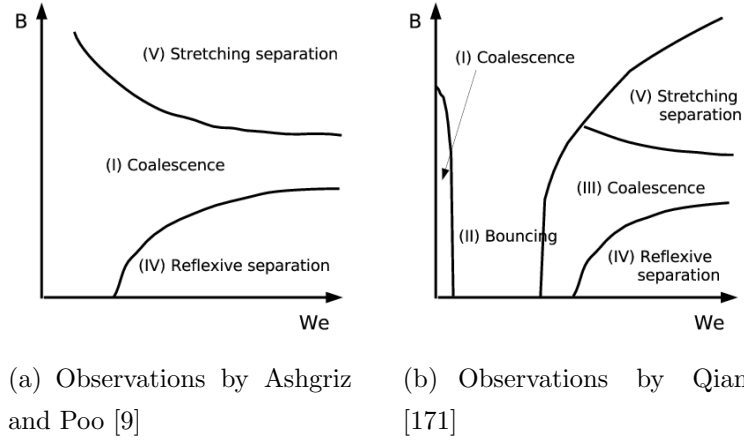 B
(V) Stretching separation
(I) Coalescence
(IV) Reflexive separation
We
B
(I) Coalescence
(V) Stretching
separation
(III) Coalescence
(II) Bouncing
(IV) Reflexive
separation
We
(a) Observations by Ashgriz
and Poo [9]
(b) Observations by Qian
[171]